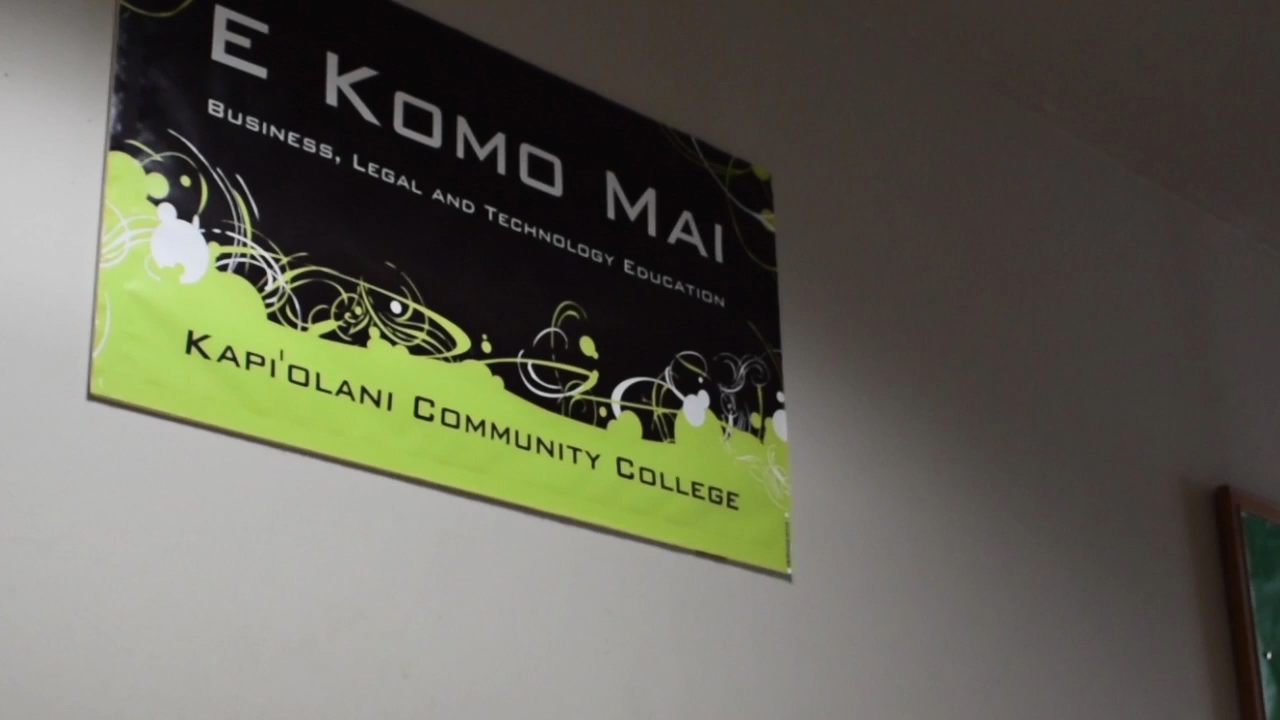 E KOMO MAI
BUSINESS, LEGAL AND TECHNOLOGY EDUCATION
KAPI'OLANI COMMUNITY COLLEGE